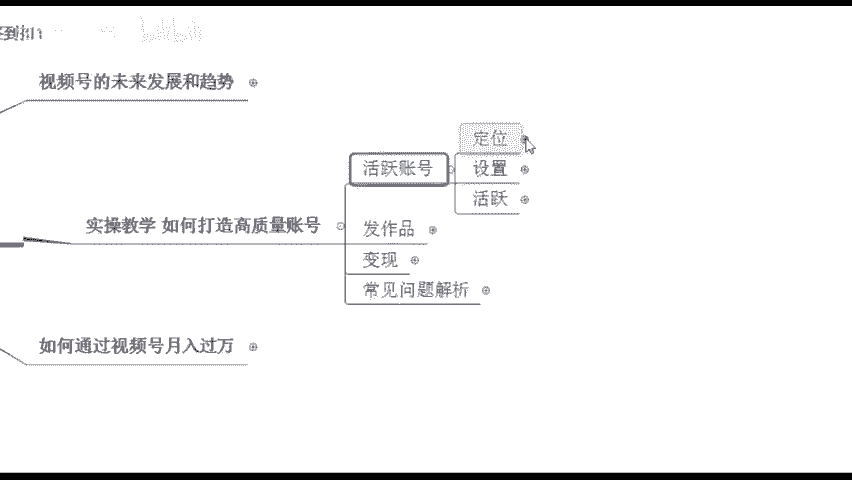 签到扣1
视频号的未来发展和趋势
定位
活跃账号
设置
活跃
实操教学 如何打造高质量账号
发作品
变现
常见问题解析
如何通过视频号月入过万